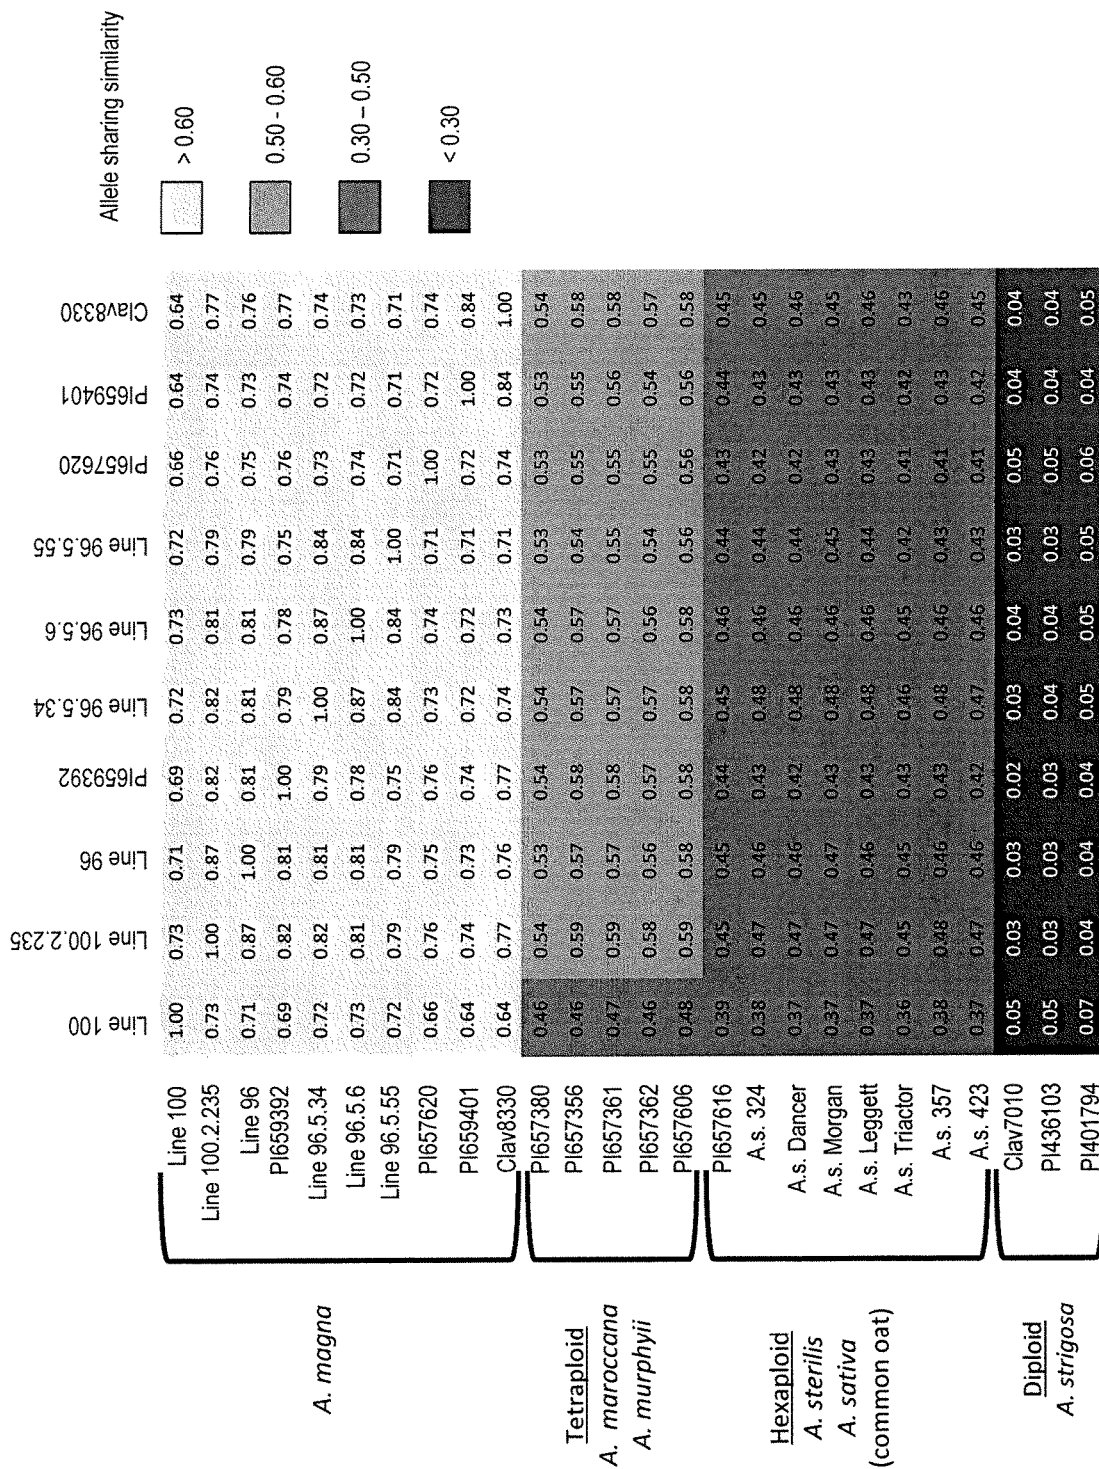 Allele sharing similarity
> 0.60
0.50 - 0.60
0.30 – 0.50
< 0.30
Line 100
Line 100.2.235
Line 96
PI659392
Line 96.5.34
Line 96.5.6
Line 96.5.55
PI657620
PI659401
Clav8330
A. magna
Line 100 1.00 0.73 0.71 0.69 0.72 0.73 0.72 0.66 0.64 0.64
Line 100.2.235 0.73 1.00 0.87 0.82 0.82 0.81 0.79 0.76 0.74 0.77
Line 96 0.71 0.87 1.00 0.81 0.81 0.81 0.79 0.75 0.73 0.76
PI659392 0.69 0.82 0.81 1.00 0.79 0.78 0.75 0.76 0.74 0.77
Line 96.5.34 0.72 0.82 0.81 0.79 1.00 0.87 0.84 0.73 0.72 0.74
Line 96.5.6 0.73 0.81 0.81 0.78 0.87 1.00 0.84 0.74 0.72 0.73
Line 96.5.55 0.72 0.79 0.79 0.75 0.84 0.84 1.00 0.71 0.71 0.71
PI657620 0.66 0.76 0.75 0.76 0.73 0.74 0.71 1.00 0.72 0.74
PI659401 0.64 0.74 0.73 0.74 0.72 0.72 0.71 0.72 1.00 0.84
Clav8330 0.64 0.77 0.76 0.77 0.74 0.73 0.71 0.74 0.84 1.00
Tetraploid
A. maroccana
A. murphyii
PI657380 0.46 0.54 0.53 0.54 0.54 0.54 0.53 0.53 0.53 0.54
PI657356 0.46 0.59 0.57 0.58 0.57 0.57 0.54 0.55 0.55 0.58
PI657361 0.47 0.59 0.57 0.58 0.57 0.57 0.55 0.55 0.56 0.58
PI657362 0.46 0.58 0.56 0.57 0.57 0.56 0.54 0.55 0.54 0.57
PI657606 0.48 0.59 0.58 0.58 0.58 0.58 0.56 0.56 0.56 0.58
Hexaploid
A. sterilis
A. sativa
(common oat)
PI657616 0.39 0.45 0.45 0.44 0.45 0.46 0.44 0.43 0.44 0.45
A.s. 324 0.38 0.47 0.46 0.43 0.48 0.46 0.44 0.42 0.43 0.45
A.s. Dancer 0.37 0.47 0.46 0.42 0.48 0.46 0.44 0.42 0.43 0.46
A.s. Morgan 0.37 0.47 0.47 0.43 0.48 0.46 0.45 0.43 0.43 0.45
A.s. Leggett 0.37 0.47 0.46 0.43 0.48 0.46 0.44 0.43 0.43 0.46
A.s. Triactor 0.36 0.45 0.45 0.43 0.46 0.45 0.42 0.41 0.42 0.43
A.s. 357 0.38 0.48 0.46 0.43 0.48 0.46 0.43 0.41 0.43 0.46
A.s. 423 0.37 0.47 0.46 0.42 0.47 0.46 0.43 0.41 0.42 0.45
Diploid
A. strigosa
Clav7010 0.05 0.03 0.03 0.02 0.03 0.04 0.03 0.05 0.04 0.04
PI436103 0.05 0.03 0.03 0.03 0.04 0.04 0.03 0.05 0.04 0.04
PI401794 0.07 0.04 0.04 0.04 0.05 0.05 0.05 0.06 0.04 0.05